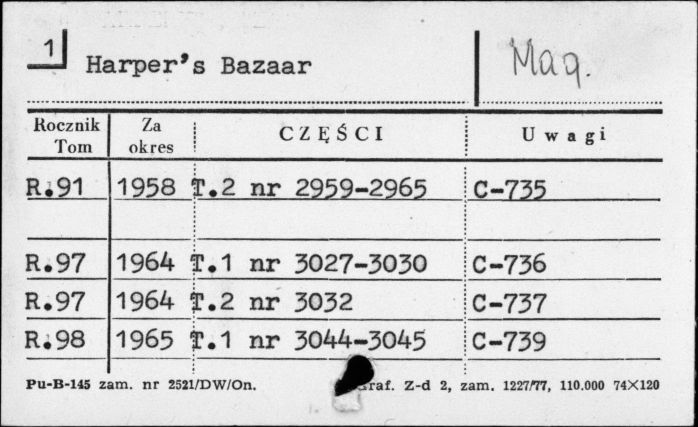 1
Harper's Bazaar
Mag.
Rocznik Tom Za okres CZĘŚCI Uwagi
R.91 1958 T.2 nr 2959-2965 C-735
R.97 1964 T.1 nr 3027-3030 C-736
R.97 1964 T.2 nr 3032 C-737
R.98 1965 T.1 nr 3044-3045 C-739
Pu-B-145 zam. nr 2521/DW/On. Z-d 2, zam. 1227/77, 110.000 74×120